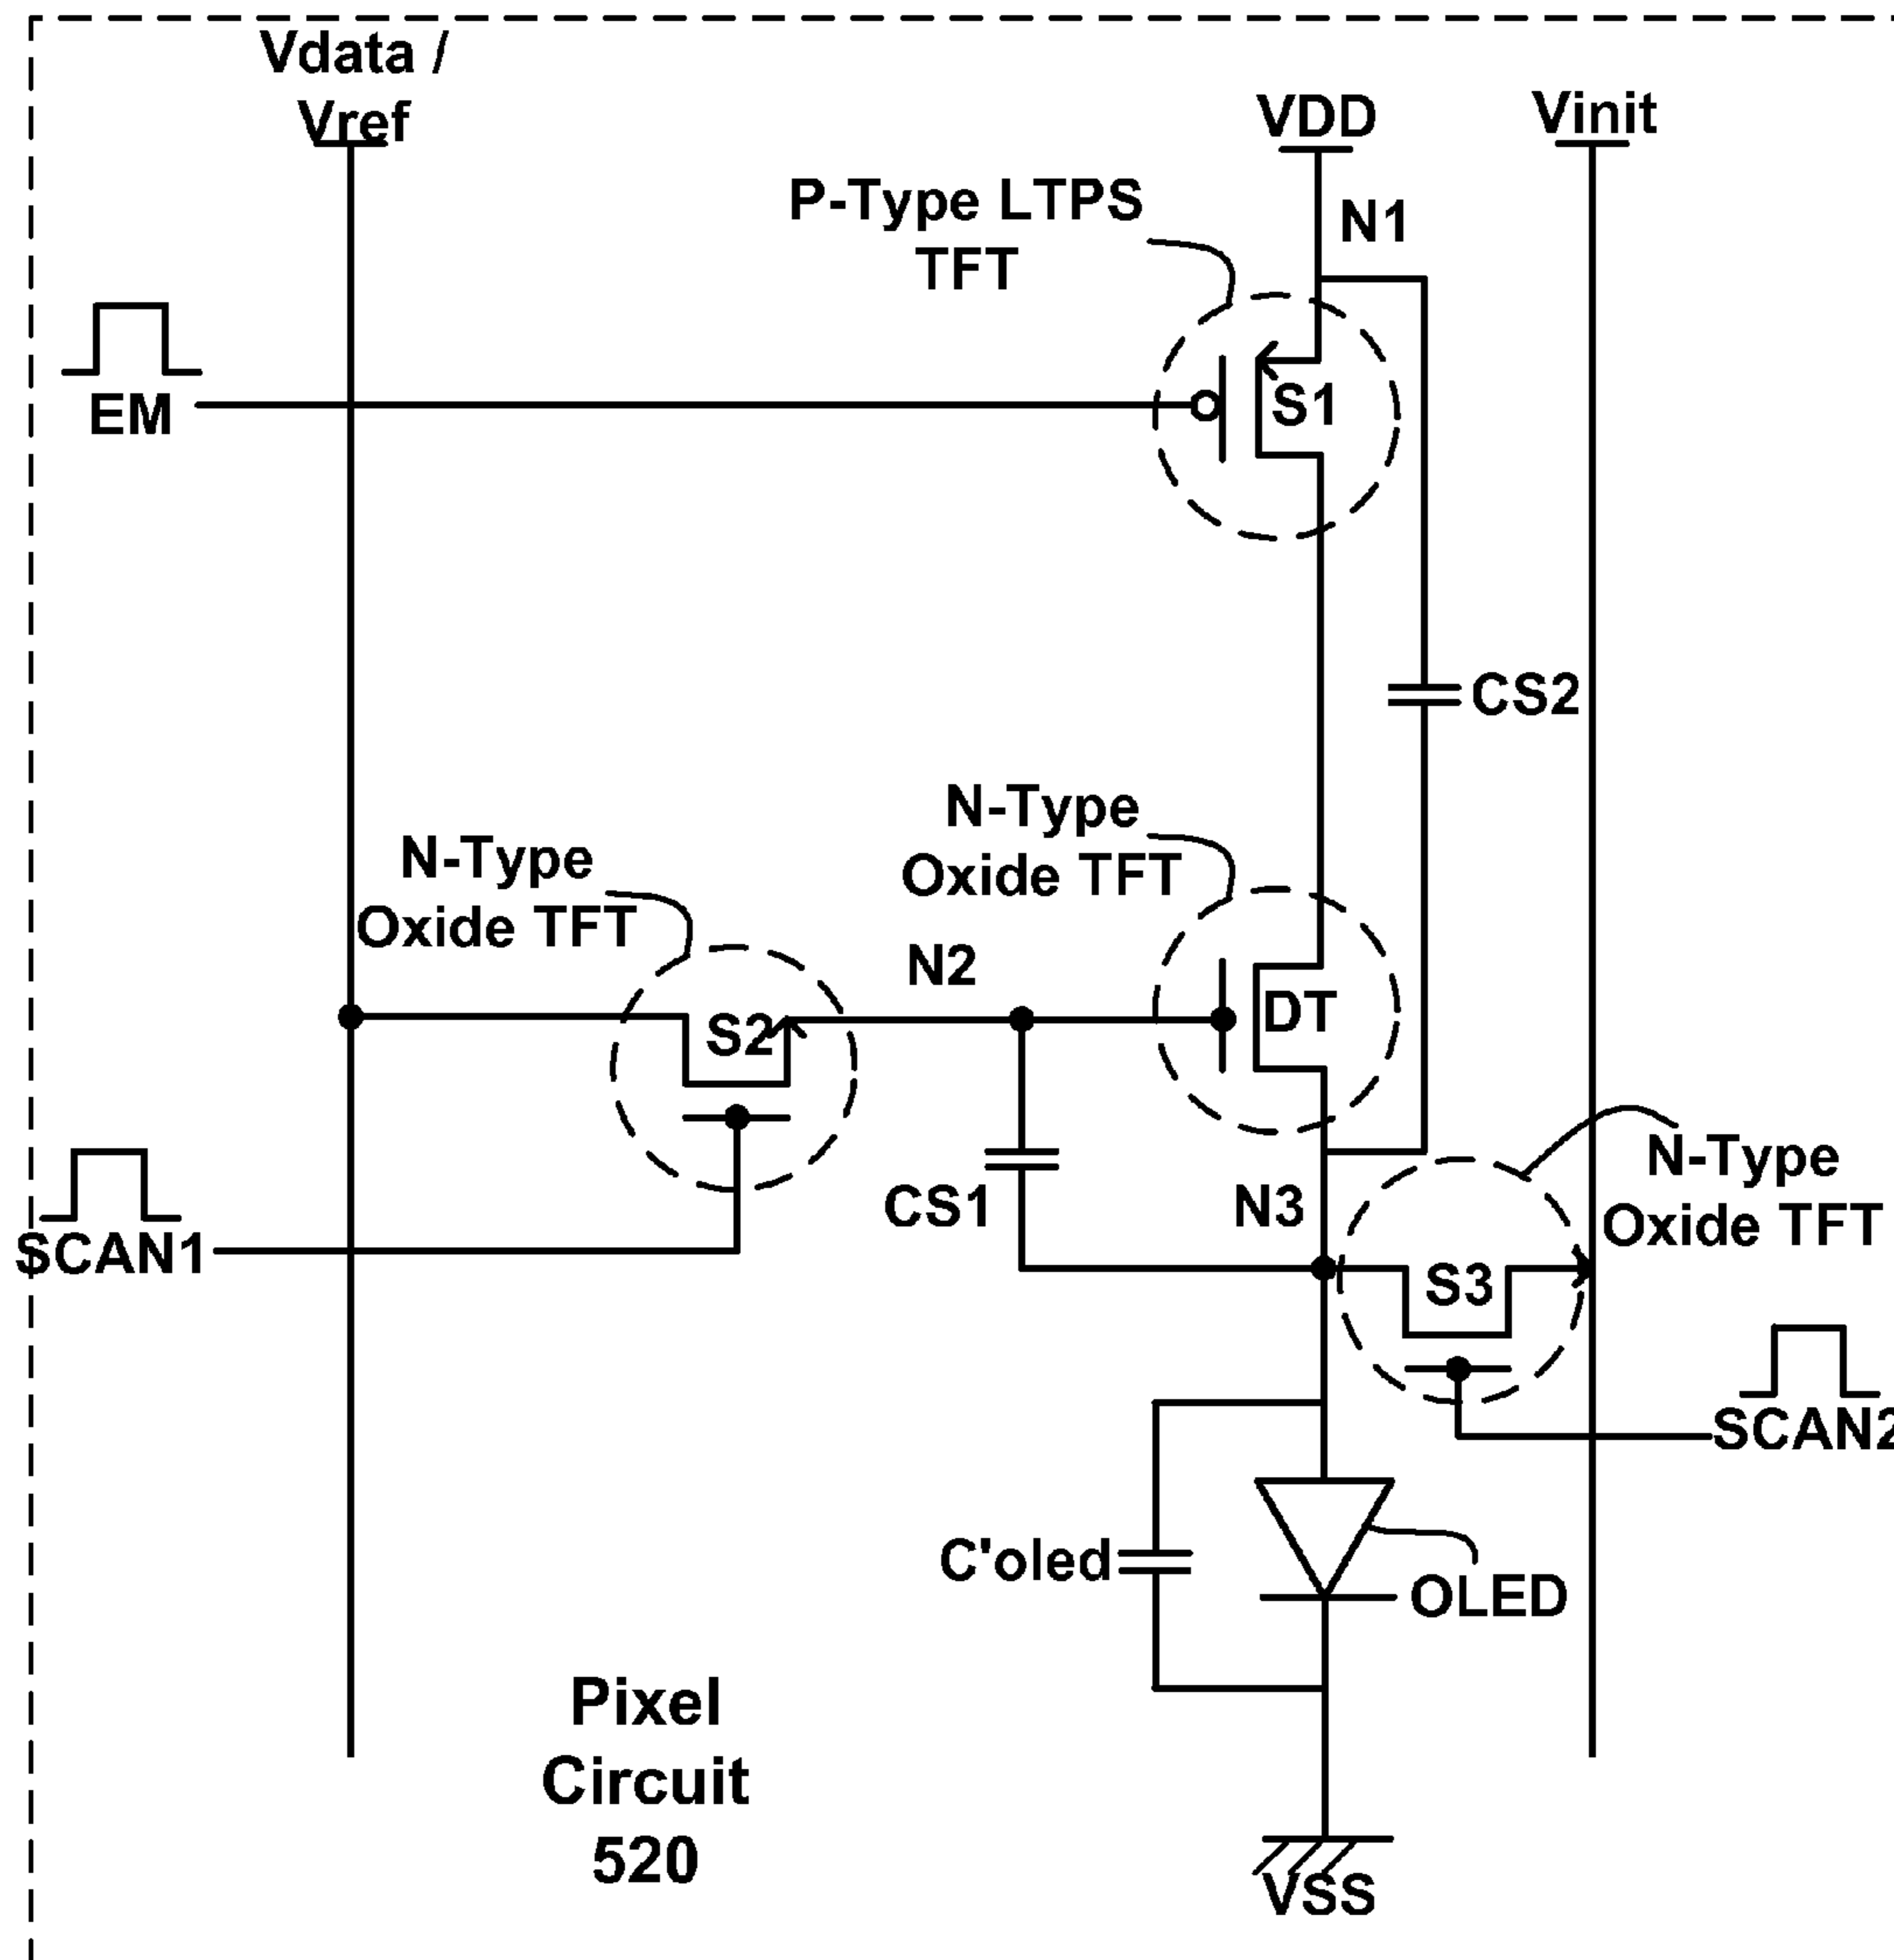 Vdata /
Vref
VDD
Vinit
P-Type LTPS
TFT
N1
EM
S1
CS2
N-Type
Oxide TFT
N-Type
Oxide TFT
N2
S2
DT
CS1
N3
N-Type
Oxide TFT
SCAN1
S3
SCAN2
C'oled
OLED
Pixel
Circuit
520
VSS